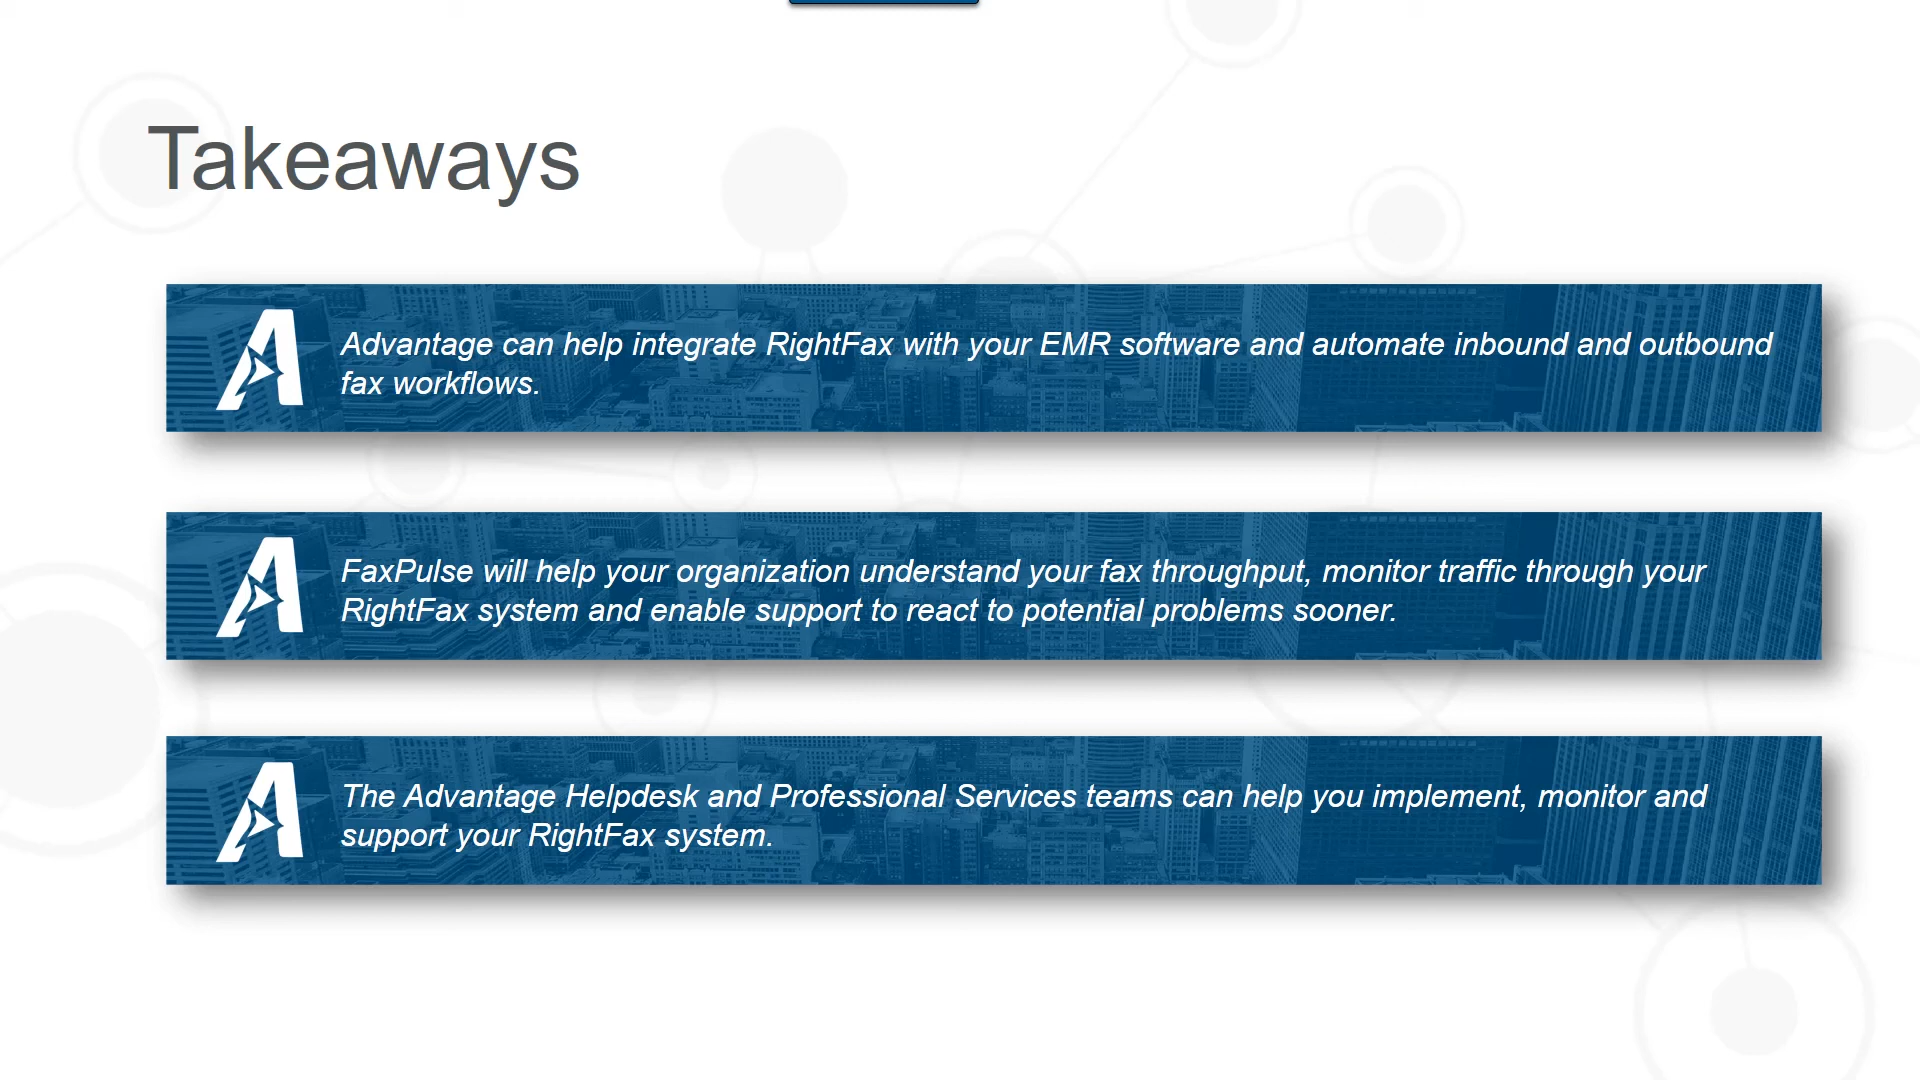 Takeaways
Advantage can help integrate RightFax with your EMR software and automate inbound and outbound
fax workflows.
FaxPulse will help your organization understand your fax throughput, monitor traffic through your
RightFax system and enable support to react to potential problems sooner.
The Advantage Helpdesk and Professional Services teams can help you implement, monitor and
support your RightFax system.